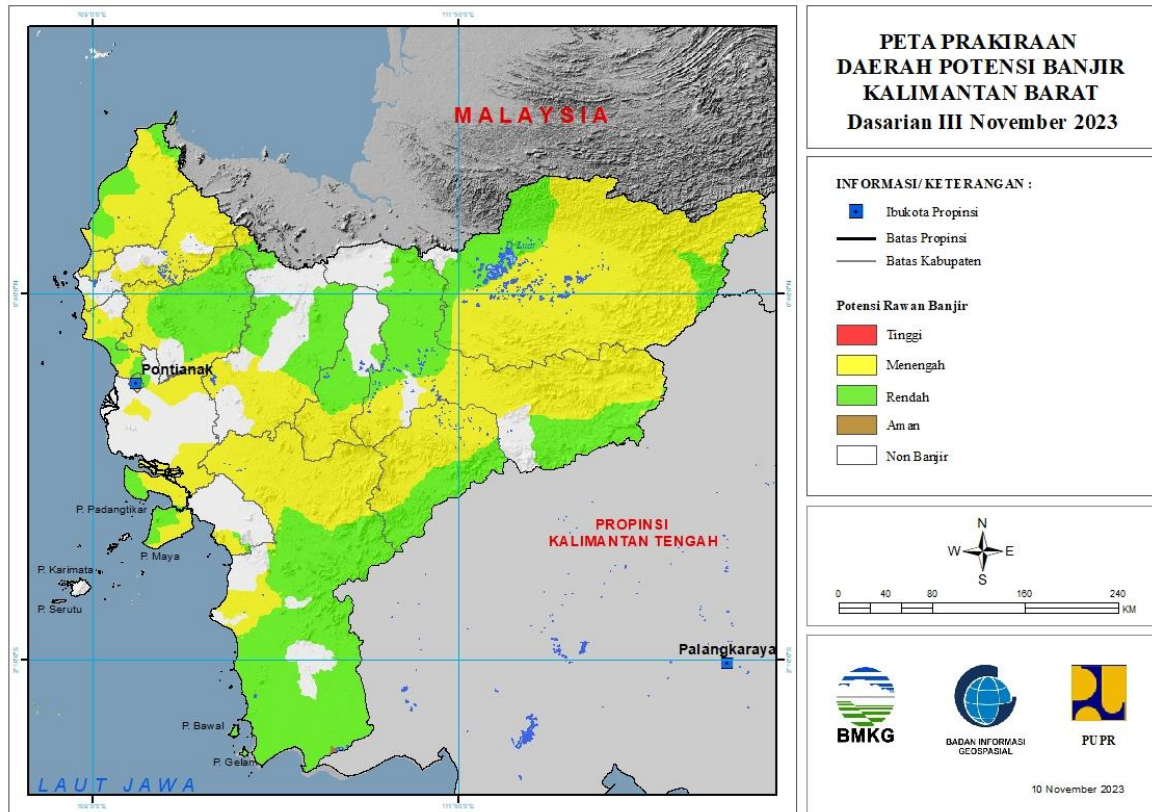 PETA PRAKIRAAN
DAERAH POTENSI BANJIR
KALIMANTAN BARAT
Dasarian III November 2023
INFORMASI/ KETERANGAN :
Ibukota Propinsi
Batas Propinsi
Batas Kabupaten
Potensi Rawan Banjir
Tinggi
Menengah
Rendah
Aman
Non Banjir
N
W
E
S
0 40 80 160 240
KM
BMKG
BADAN INFORMASI
GEOSPASIAL
PUPR
10 November 2023
MALAYSIA
D. Luar
Pontianak
P. Padangtikar
P. Maya
P. Karimata
P. Serutu
PROPINSI
KALIMANTAN TENGAH
Palangkaraya
P. Bawal
P. Gelam
LAUT JAWA